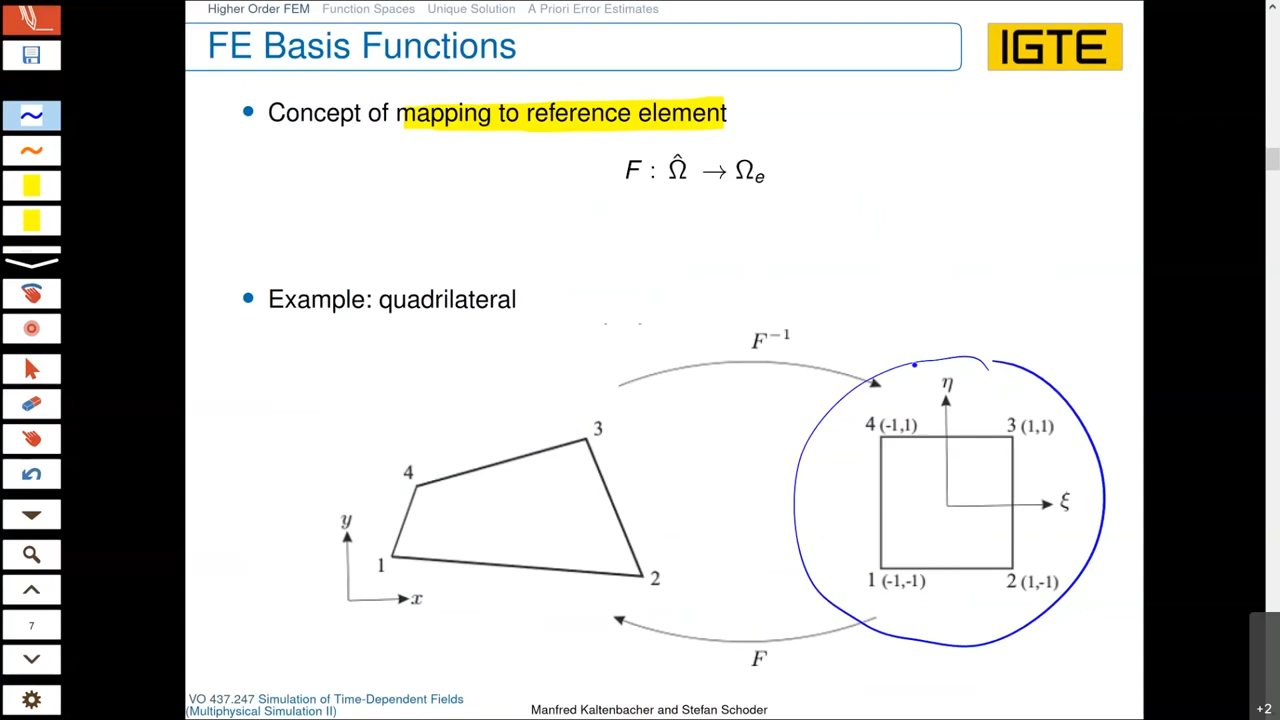 Higher Order FEM Function Spaces Unique Solution A Priori Error Estimates
FE Basis Functions
IGTE
• Concept of mapping to reference element
F : Ω̂ → Ωₑ
• Example: quadrilateral
F⁻¹
η
4 (-1,1) 3 (1,1)
3
4
ξ
y
1
2
1 (-1,-1) 2 (1,-1)
x
F
7
VO 437.247 Simulation of Time-Dependent Fields
(Multiphysical Simulation II)
Manfred Kaltenbacher and Stefan Schoder
+2